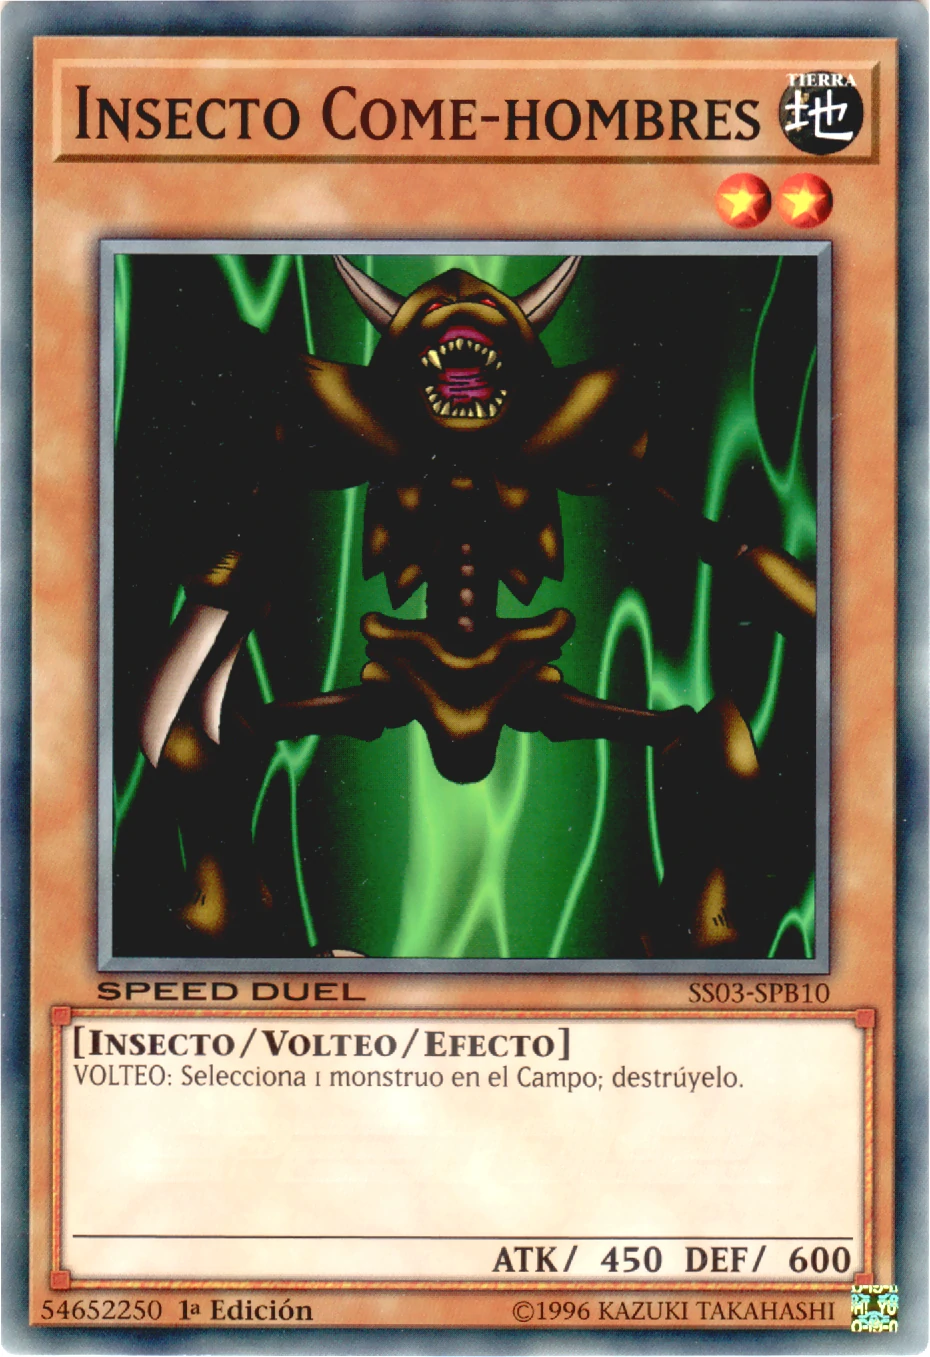 INSECTO COME-HOMBRES
TIERRA
地
SPEED DUEL
SS03-SPB10
[INSECTO/VOLTEO/EFECTO]
VOLTEO: Selecciona 1 monstruo en el Campo; destrúyelo.
ATK/ 450 DEF/ 600
54652250 1ª Edición
©1996 KAZUKI TAKAHASHI